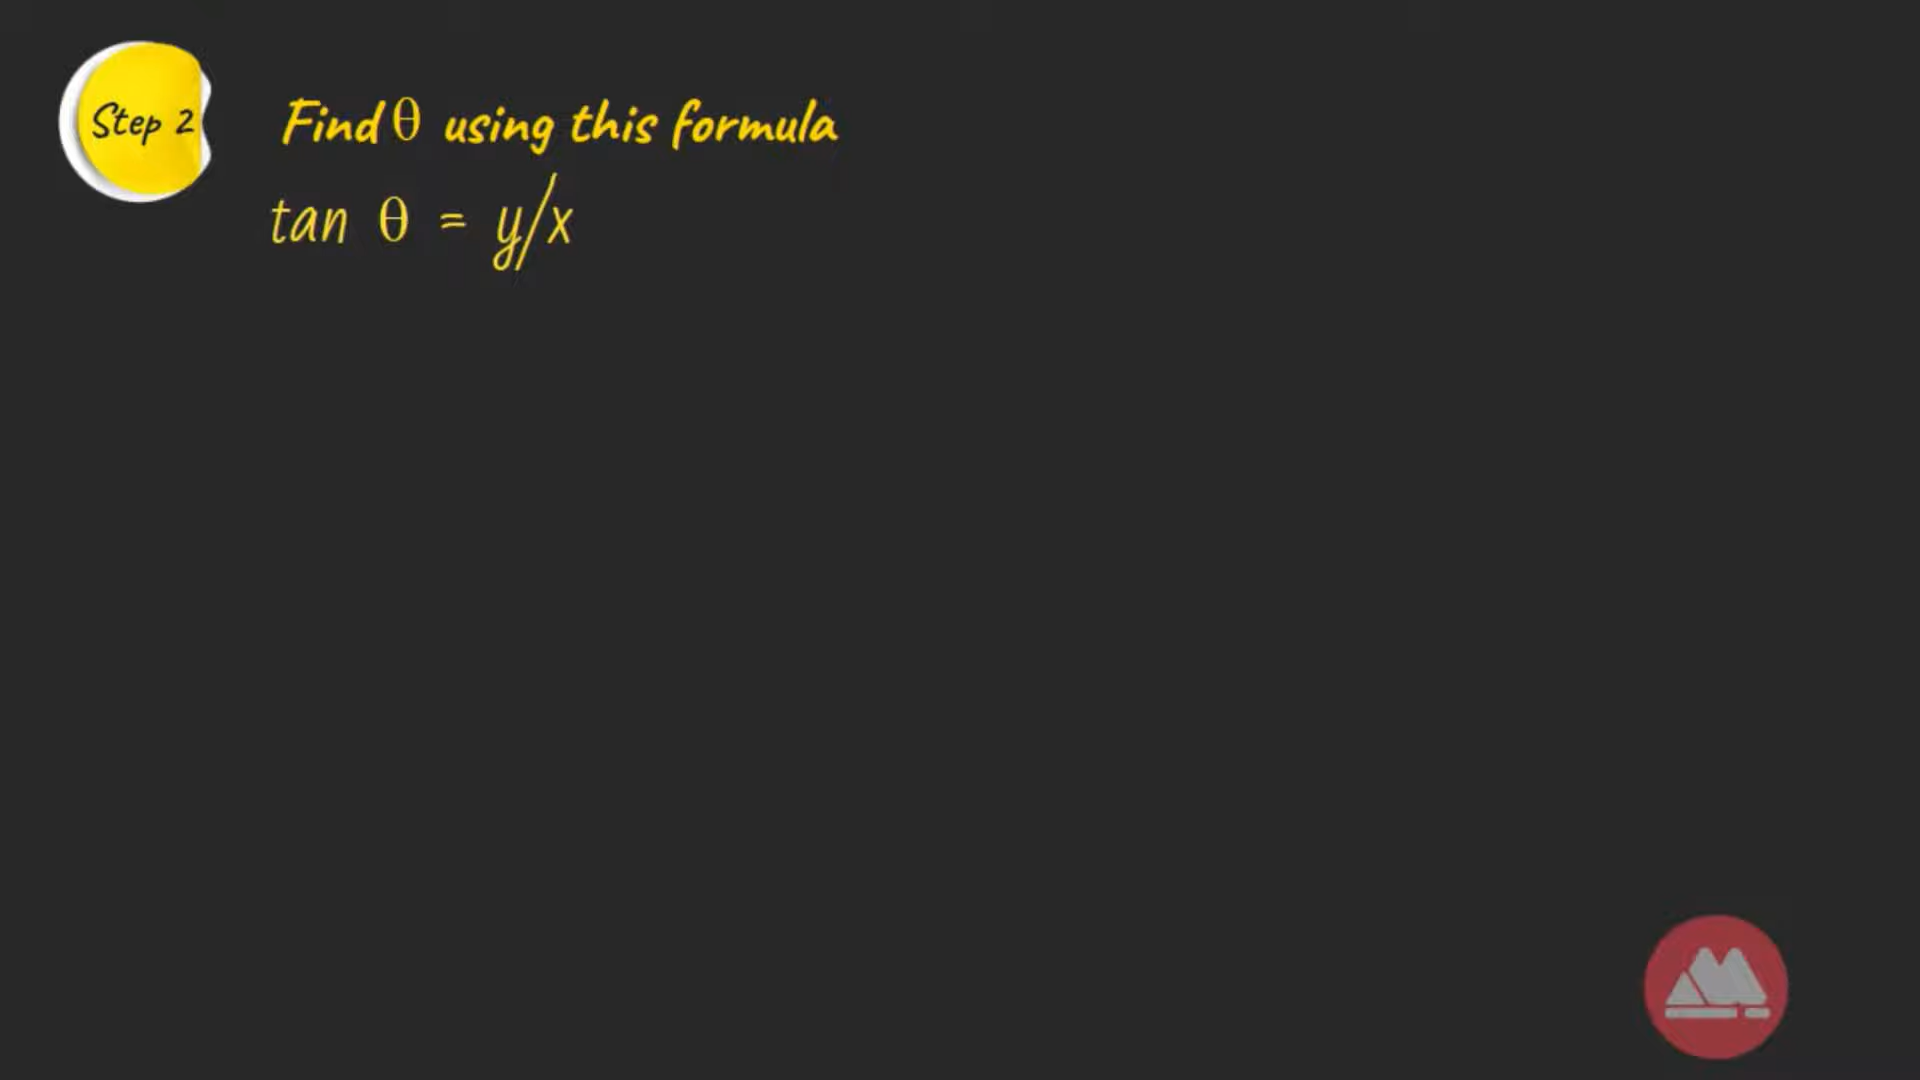 Step 2
Find θ using this formula
tan θ = y/x